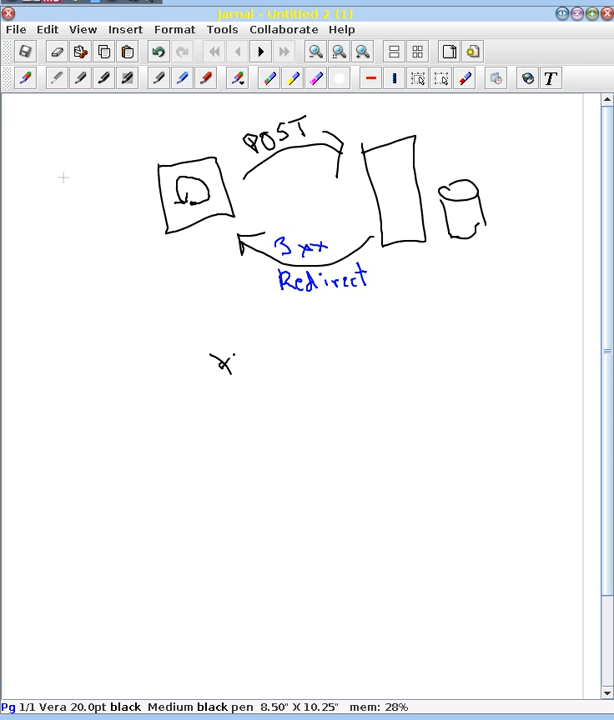 Jarnal - Untitled 2 (1)
File Edit View Insert Format Tools Collaborate Help
T
POST
3xx
Redirect
Pg 1/1 Vera 20.0pt black Medium black pen 8.50" X 10.25" mem: 28%